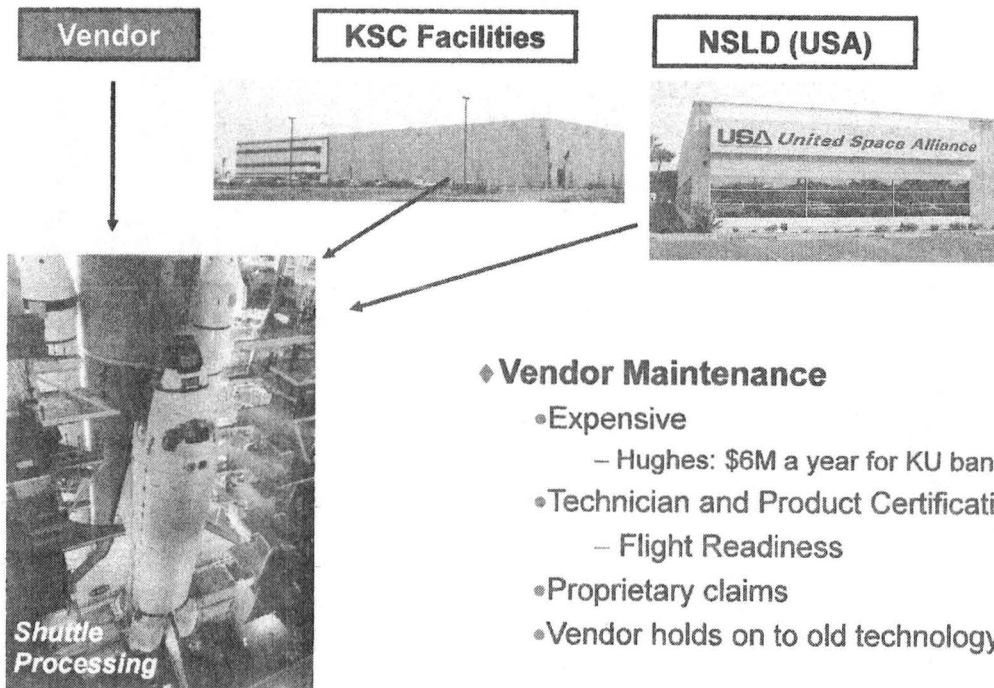 Vendor
KSC Facilities
NSLD (USA)
USA United Space Alliance
♦ Vendor Maintenance
•Expensive
– Hughes: $6M a year for KU ban
•Technician and Product Certificati
– Flight Readiness
•Proprietary claims
•Vendor holds on to old technology
Shuttle
Processing